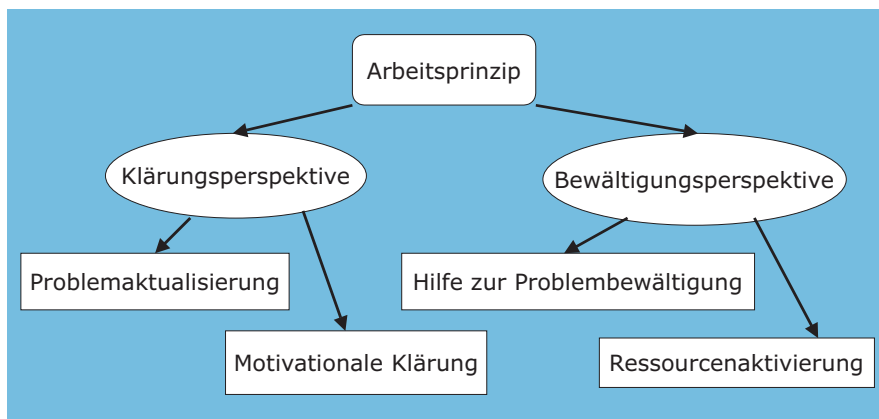 Arbeitsprinzip
Klärungsperspektive
Bewältigungsperspektive
Problemaktualisierung
Hilfe zur Problembewältigung
Motivationale Klärung
Ressourcenaktivierung